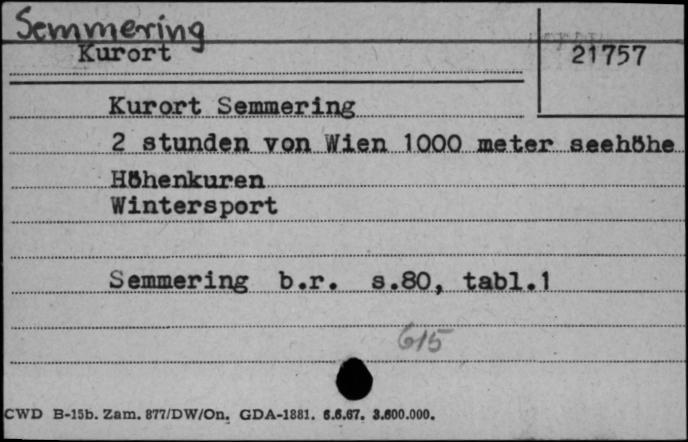 Semmering
Kurort
21757
Kurort Semmering
2 stunden von Wien 1000 meter seehöhe
Höhenkuren
Wintersport
Semmering b.r. s.80, tabl.1
615
CWD B-15b. Zam. 877/DW/On. GDA-1881. 6.6.67. 3.600.000.